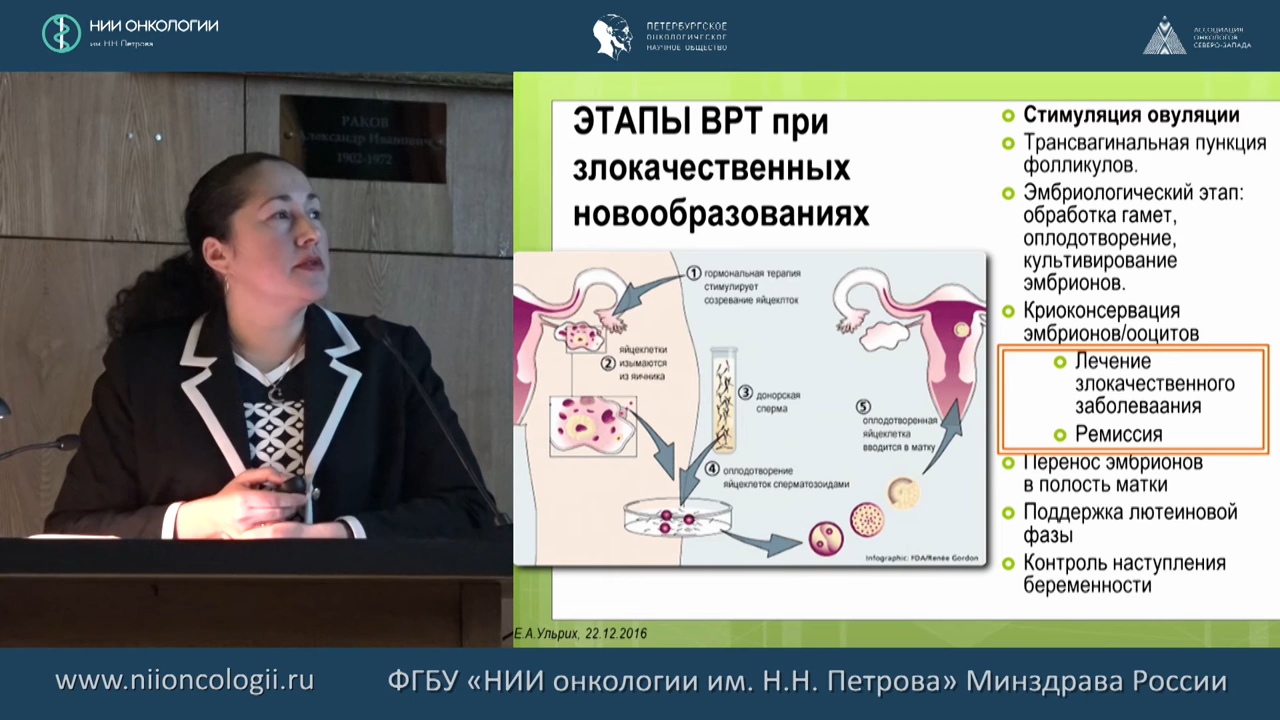 НИИ ОНКОЛОГИИ
им. Н.Н. Петрова
ПЕТЕРБУРГСКОЕ
ОНКОЛОГИЧЕСКОЕ
НАУЧНОЕ ОБЩЕСТВО
АССОЦИАЦИЯ
ОНКОЛОГОВ
СЕВЕРО-ЗАПАДА
РАКОВ
Александр Иванович
1902-1972
ЭТАПЫ ВРТ при
злокачественных
новообразованиях
1 гормональная терапия
стимулирует
созревание яйцеклток
яйцеклетки
2 изымаются
из яичника
3 донорская
сперма
4 оплодотворение
яйцеклеток сперматозоидами
5
оплодотворенная
яйцеклетка
вводится в матку
Infographic: FDA/Renée Gordon
Стимуляция овуляции
Трансвагинальная пункция
фолликулов.
Эмбриологический этап:
обработка гамет,
оплодотворение,
культивирование
эмбрионов.
Криоконсервация
эмбрионов/ооцитов
Лечение
злокачественного
заболеваания
Ремиссия
Перенос эмбрионов
в полость матки
Поддержка лютеиновой
фазы
Контроль наступления
беременности
Е.А.Ульрих, 22.12.2016
www.niioncologii.ru
ФГБУ «НИИ онкологии им. Н.Н. Петрова» Минздрава России